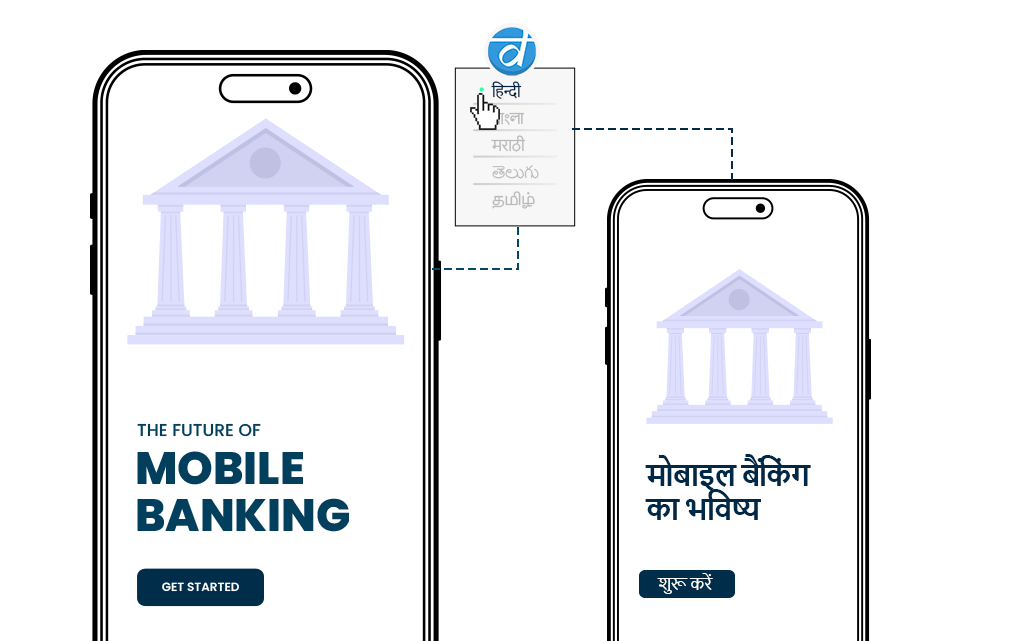 THE FUTURE OF
MOBILE
BANKING
GET STARTED
हिन्दी
मराठी
తెలుగు
தமிழ்
मोबाइल बैंकिंग
का भविष्य
शुरू करें